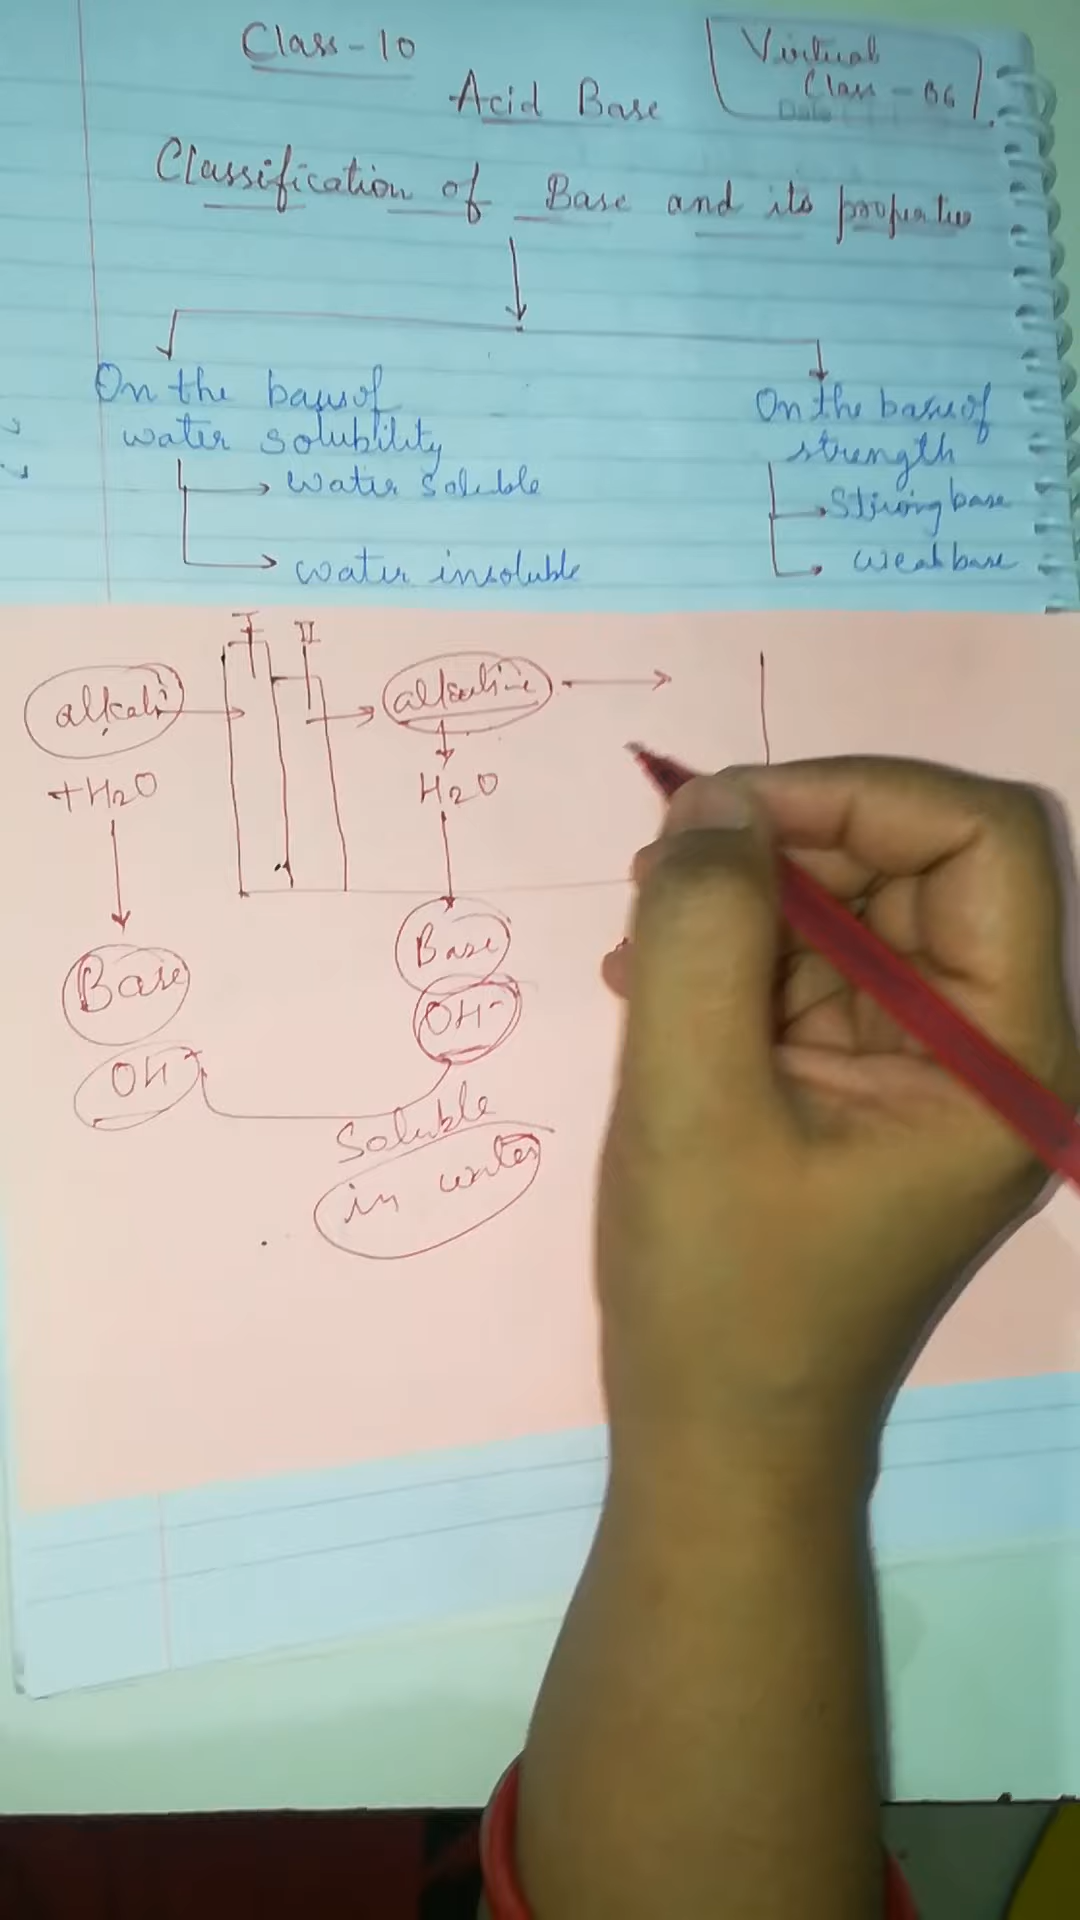 Class-10
Virtual
Class - 06
Date
Acid Base
Classification of Base and its properties
On the basis of
water solubility
water soluble
water insoluble
On the basis of
strength
Strong base
weak base
I
II
alkali
alkaline
+H2O
H2O
Base
Base
OH-
OH-
Soluble
in water